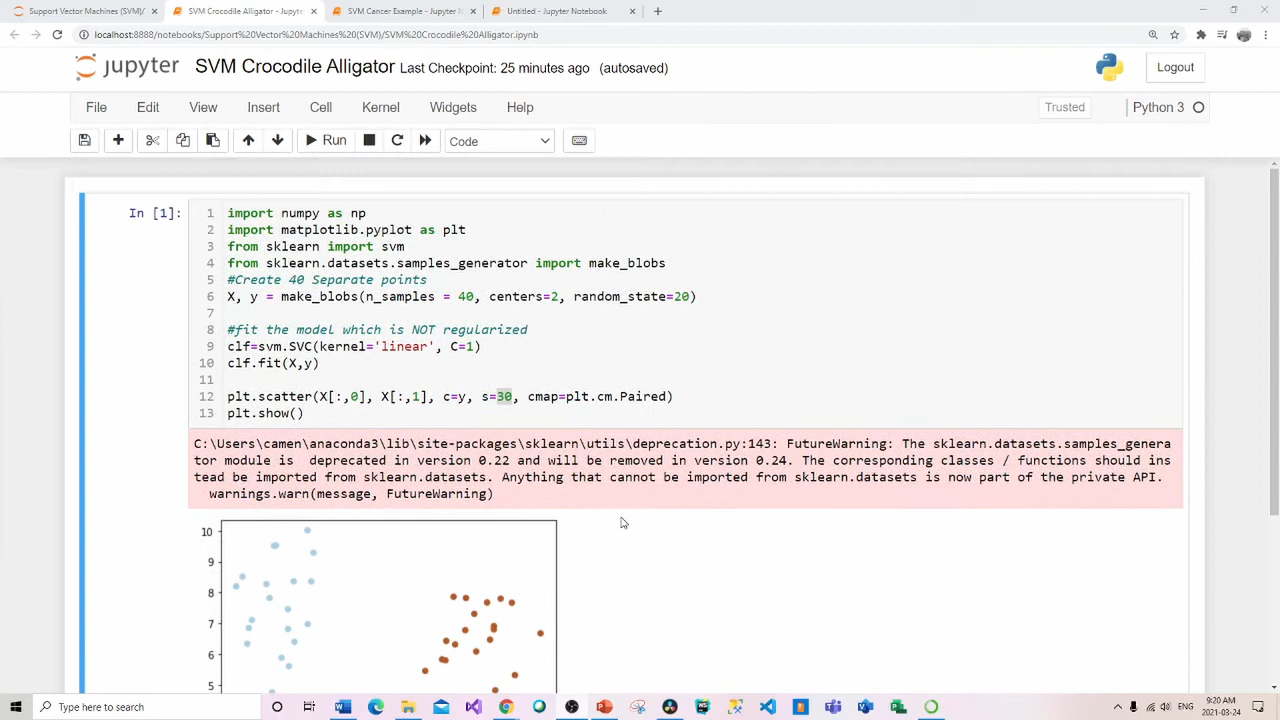 Support Vector Machines (SVM)/
SVM Crocodile Alligator - Jupyte
SVM Cancer Example - Jupyter N
Untitled - Jupyter Notebook
localhost:8888/notebooks/Support%20Vector%20Machines%20(SVM)/SVM%20Crocodile%20Alligator.ipynb
jupyter SVM Crocodile Alligator Last Checkpoint: 25 minutes ago (autosaved)
Logout
File Edit View Insert Cell Kernel Widgets Help
Trusted
Python 3
Run
Code
In [1]:
1 import numpy as np
2 import matplotlib.pyplot as plt
3 from sklearn import svm
4 from sklearn.datasets.samples_generator import make_blobs
5 #Create 40 Separate points
6 X, y = make_blobs(n_samples = 40, centers=2, random_state=20)
7
8 #fit the model which is NOT regularized
9 clf=svm.SVC(kernel='linear', C=1)
10 clf.fit(X,y)
11
12 plt.scatter(X[:,0], X[:,1], c=y, s=30, cmap=plt.cm.Paired)
13 plt.show()
C:\Users\camen\anaconda3\lib\site-packages\sklearn\utils\deprecation.py:143: FutureWarning: The sklearn.datasets.samples_genera
tor module is  deprecated in version 0.22 and will be removed in version 0.24. The corresponding classes / functions should ins
tead be imported from sklearn.datasets. Anything that cannot be imported from sklearn.datasets is now part of the private API.
warnings.warn(message, FutureWarning)
10
9
8
7
6
5
Type here to search
9:20 AM
2021-03-24